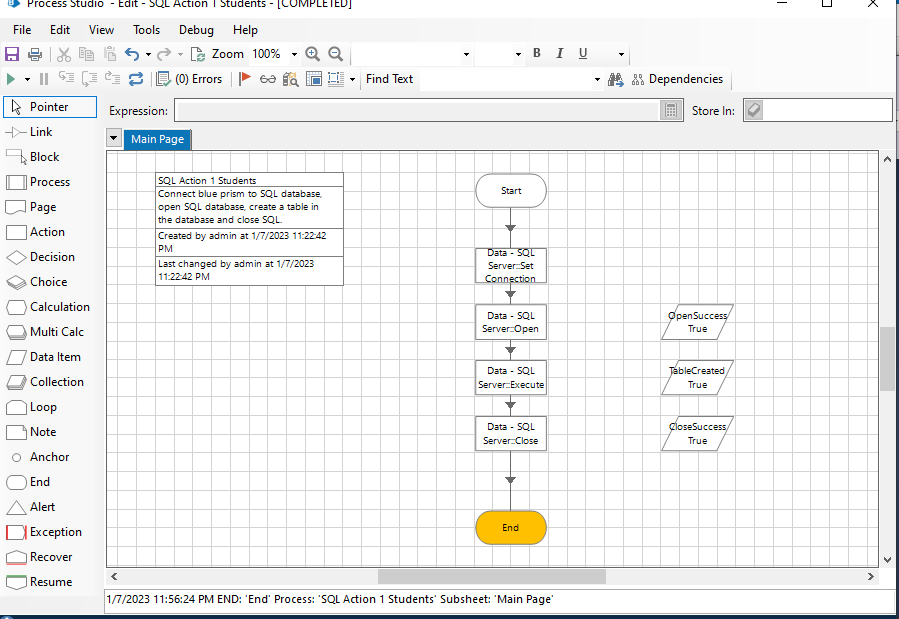 Process Studio - Edit - SQL Action 1 Students - [COMPLETED]
File Edit View Tools Debug Help
Zoom 100% B I U
(0) Errors Find Text Dependencies
Pointer
Link
Block
Process
Page
Action
Decision
Choice
Calculation
Multi Calc
Data Item
Collection
Loop
Note
Anchor
End
Alert
Exception
Recover
Resume
Expression: Store In:
Main Page
SQL Action 1 Students
Connect blue prism to SQL database,
open SQL database, create a table in
the database and close SQL.
Created by admin at 1/7/2023 11:22:42
PM
Last changed by admin at 1/7/2023
11:22:42 PM
Start
Data - SQL
Server::Set
Connection
Data - SQL
Server::Open
Data - SQL
Server::Execute
Data - SQL
Server::Close
End
OpenSuccess
True
TableCreated
True
CloseSuccess
True
1/7/2023 11:56:24 PM END: 'End' Process: 'SQL Action 1 Students' Subsheet: 'Main Page'